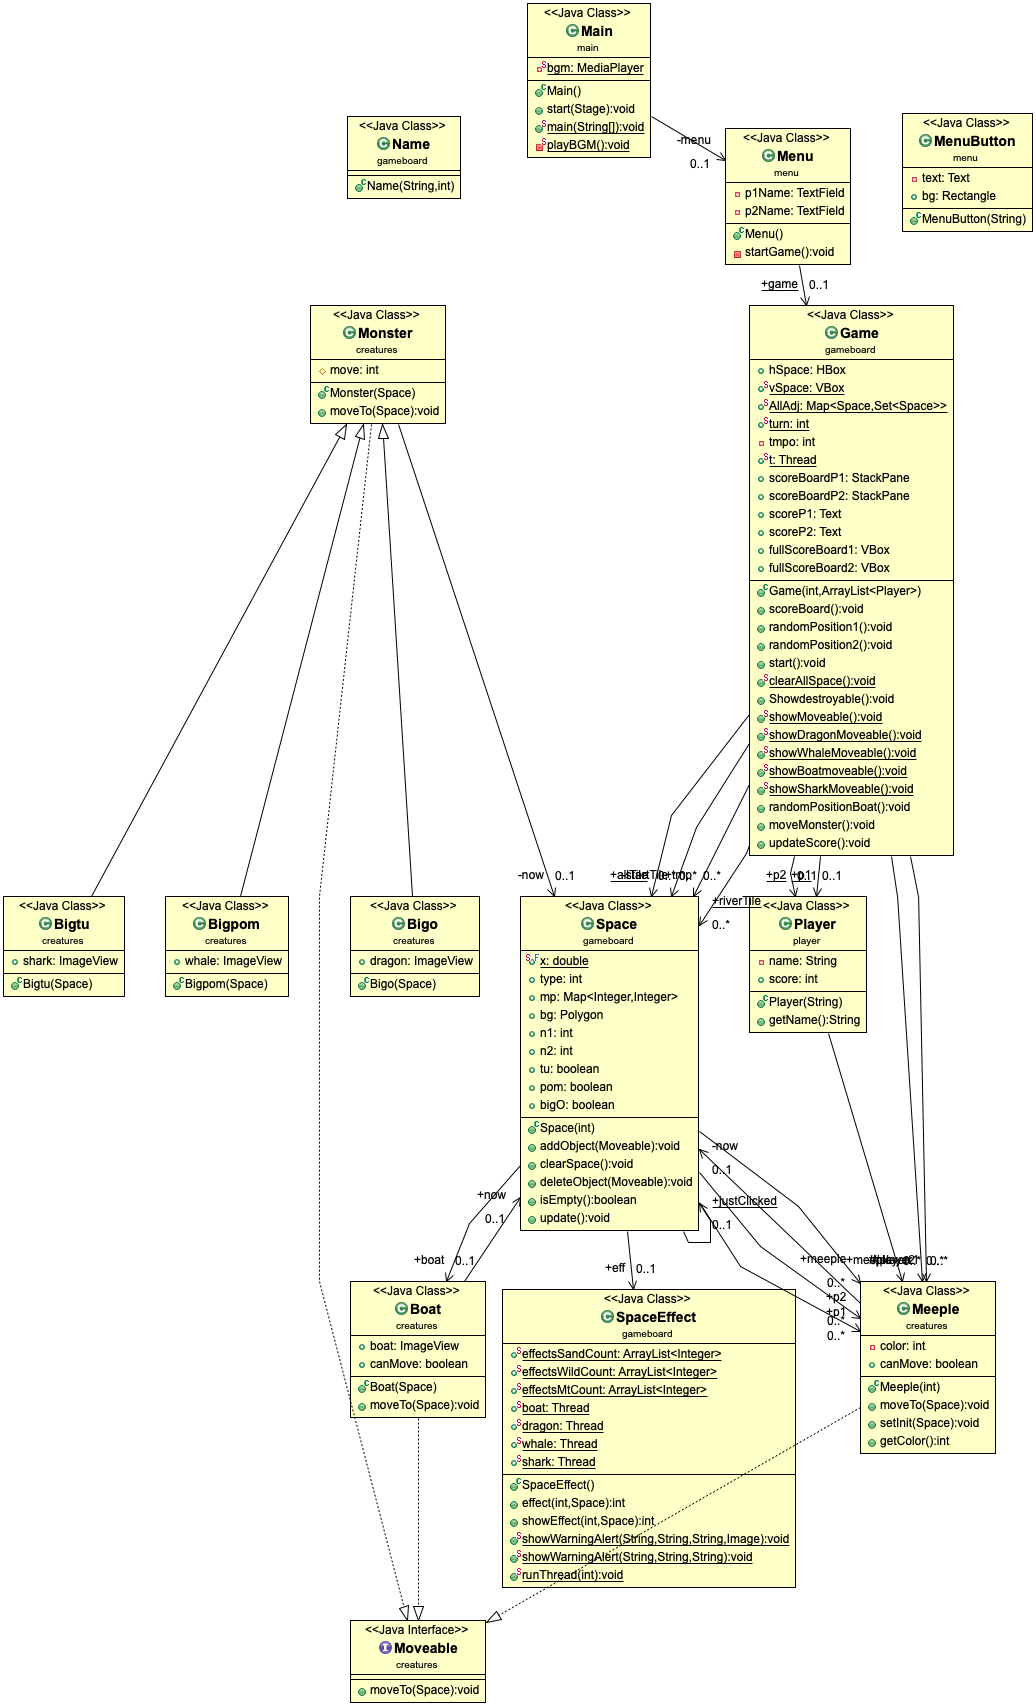 <<Java Class>>
Main
main
bgm: MediaPlayer
Main()
start(Stage):void
main(String[]):void
playBGM():void
<<Java Class>>
Name
gameboard
Name(String,int)
-menu
0..1
<<Java Class>>
Menu
menu
p1Name: TextField
p2Name: TextField
Menu()
startGame():void
<<Java Class>>
MenuButton
menu
text: Text
bg: Rectangle
MenuButton(String)
+game
0..1
<<Java Class>>
Monster
creatures
move: int
Monster(Space)
moveTo(Space):void
<<Java Class>>
Game
gameboard
hSpace: HBox
vSpace: VBox
AllAdj: Map<Space,Set<Space>>
turn: int
tmpo: int
t: Thread
scoreBoardP1: StackPane
scoreBoardP2: StackPane
scoreP1: Text
scoreP2: Text
fullScoreBoard1: VBox
fullScoreBoard2: VBox
Game(int,ArrayList<Player>)
scoreBoard():void
randomPosition1():void
randomPosition2():void
start():void
clearAllSpace():void
Showdestroyable():void
showMoveable():void
showDragonMoveable():void
showWhaleMoveable():void
showBoatmoveable():void
showSharkMoveable():void
randomPositionBoat():void
moveMonster():void
updateScore():void
-now
0..1
0..*
+p2
+p1
0..1
+riverTile
0..*
<<Java Class>>
Bigtu
creatures
shark: ImageView
Bigtu(Space)
<<Java Class>>
Bigpom
creatures
whale: ImageView
Bigpom(Space)
<<Java Class>>
Bigo
creatures
dragon: ImageView
Bigo(Space)
<<Java Class>>
Space
gameboard
x: double
type: int
mp: Map<Integer,Integer>
bg: Polygon
n1: int
n2: int
tu: boolean
pom: boolean
bigO: boolean
Space(int)
addObject(Moveable):void
clearSpace():void
deleteObject(Moveable):void
isEmpty():boolean
update():void
<<Java Class>>
Player
player
name: String
score: int
Player(String)
getName():String
-now
0..1
+justClicked
0..1
+now
0..1
+boat
0..1
+eff
0..1
+meeple
0..*
+p2
+p1
0..*
0..*
<<Java Class>>
Boat
creatures
boat: ImageView
canMove: boolean
Boat(Space)
moveTo(Space):void
<<Java Class>>
SpaceEffect
gameboard
effectsSandCount: ArrayList<Integer>
effectsWildCount: ArrayList<Integer>
effectsMtCount: ArrayList<Integer>
boat: Thread
dragon: Thread
whale: Thread
shark: Thread
SpaceEffect()
effect(int,Space):int
showEffect(int,Space):int
showWarningAlert(String,String,String,Image):void
showWarningAlert(String,String,String):void
runThread(int):void
<<Java Class>>
Meeple
creatures
color: int
canMove: boolean
Meeple(int)
moveTo(Space):void
setInit(Space):void
getColor():int
<<Java Interface>>
Moveable
creatures
moveTo(Space):void